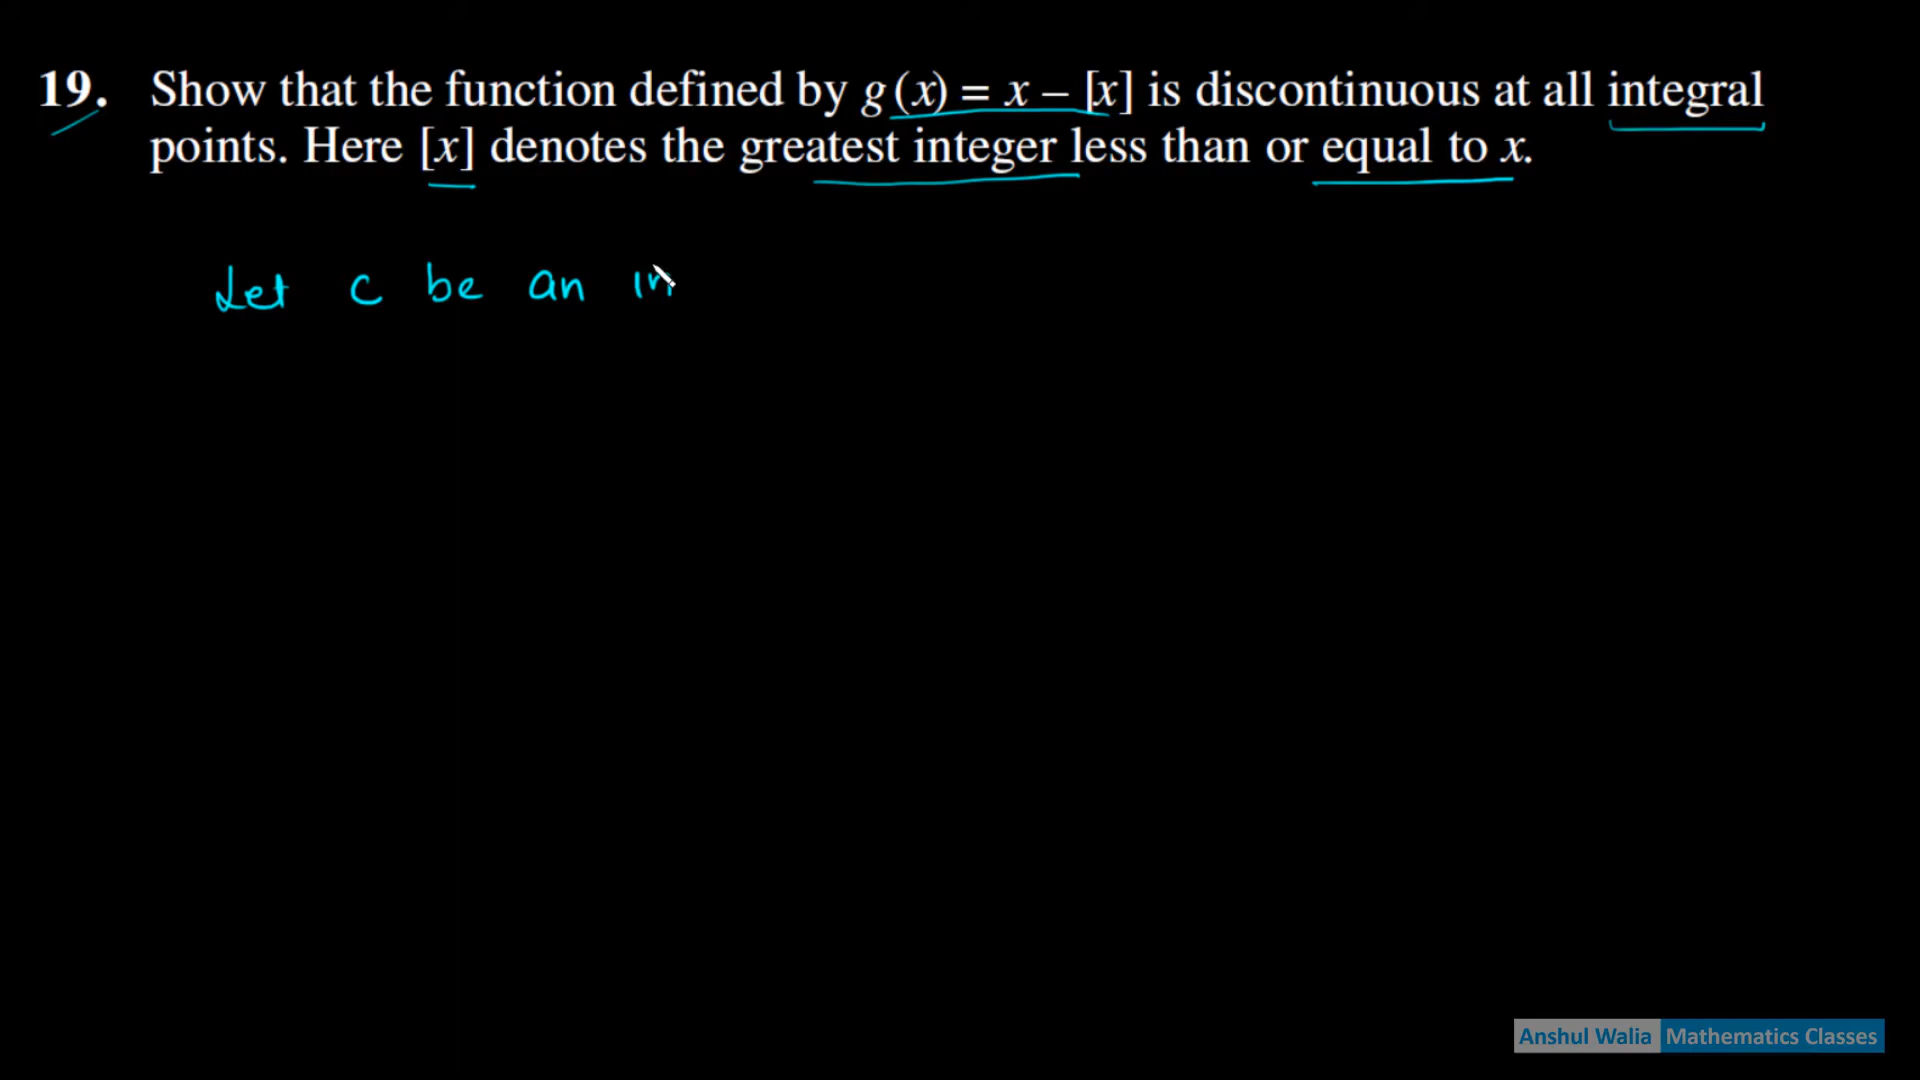 19. Show that the function defined by g (x) = x – [x] is discontinuous at all integral
points. Here [x] denotes the greatest integer less than or equal to x.
Let c be an in
Anshul Walia Mathematics Classes